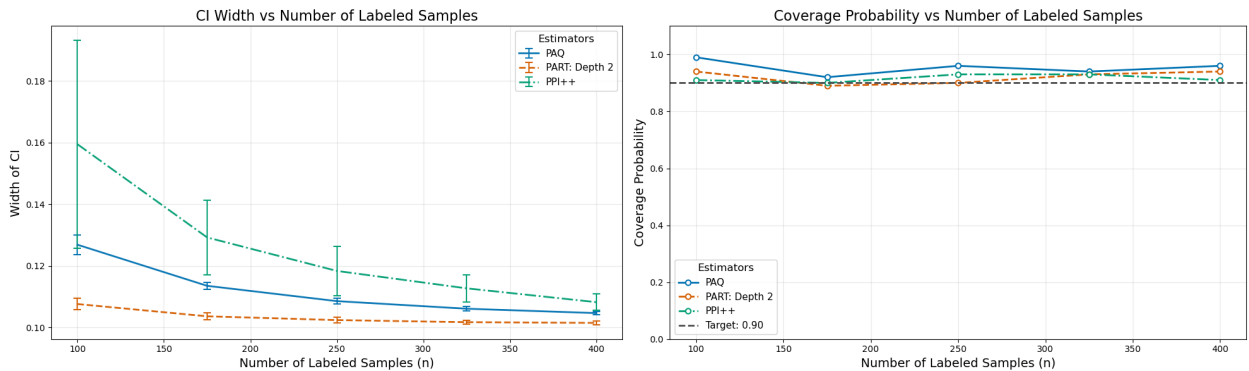 CI Width vs Number of Labeled Samples
Width of CI
0.18
0.16
0.14
0.12
0.10
Estimators
PAQ
PART: Depth 2
PPI++
100
150
200
250
300
350
400
Number of Labeled Samples (n)
Coverage Probability vs Number of Labeled Samples
Coverage Probability
1.0
0.8
0.6
0.4
0.2
0.0
Estimators
PAQ
PART: Depth 2
PPI++
Target: 0.90
100
150
200
250
300
350
400
Number of Labeled Samples (n)